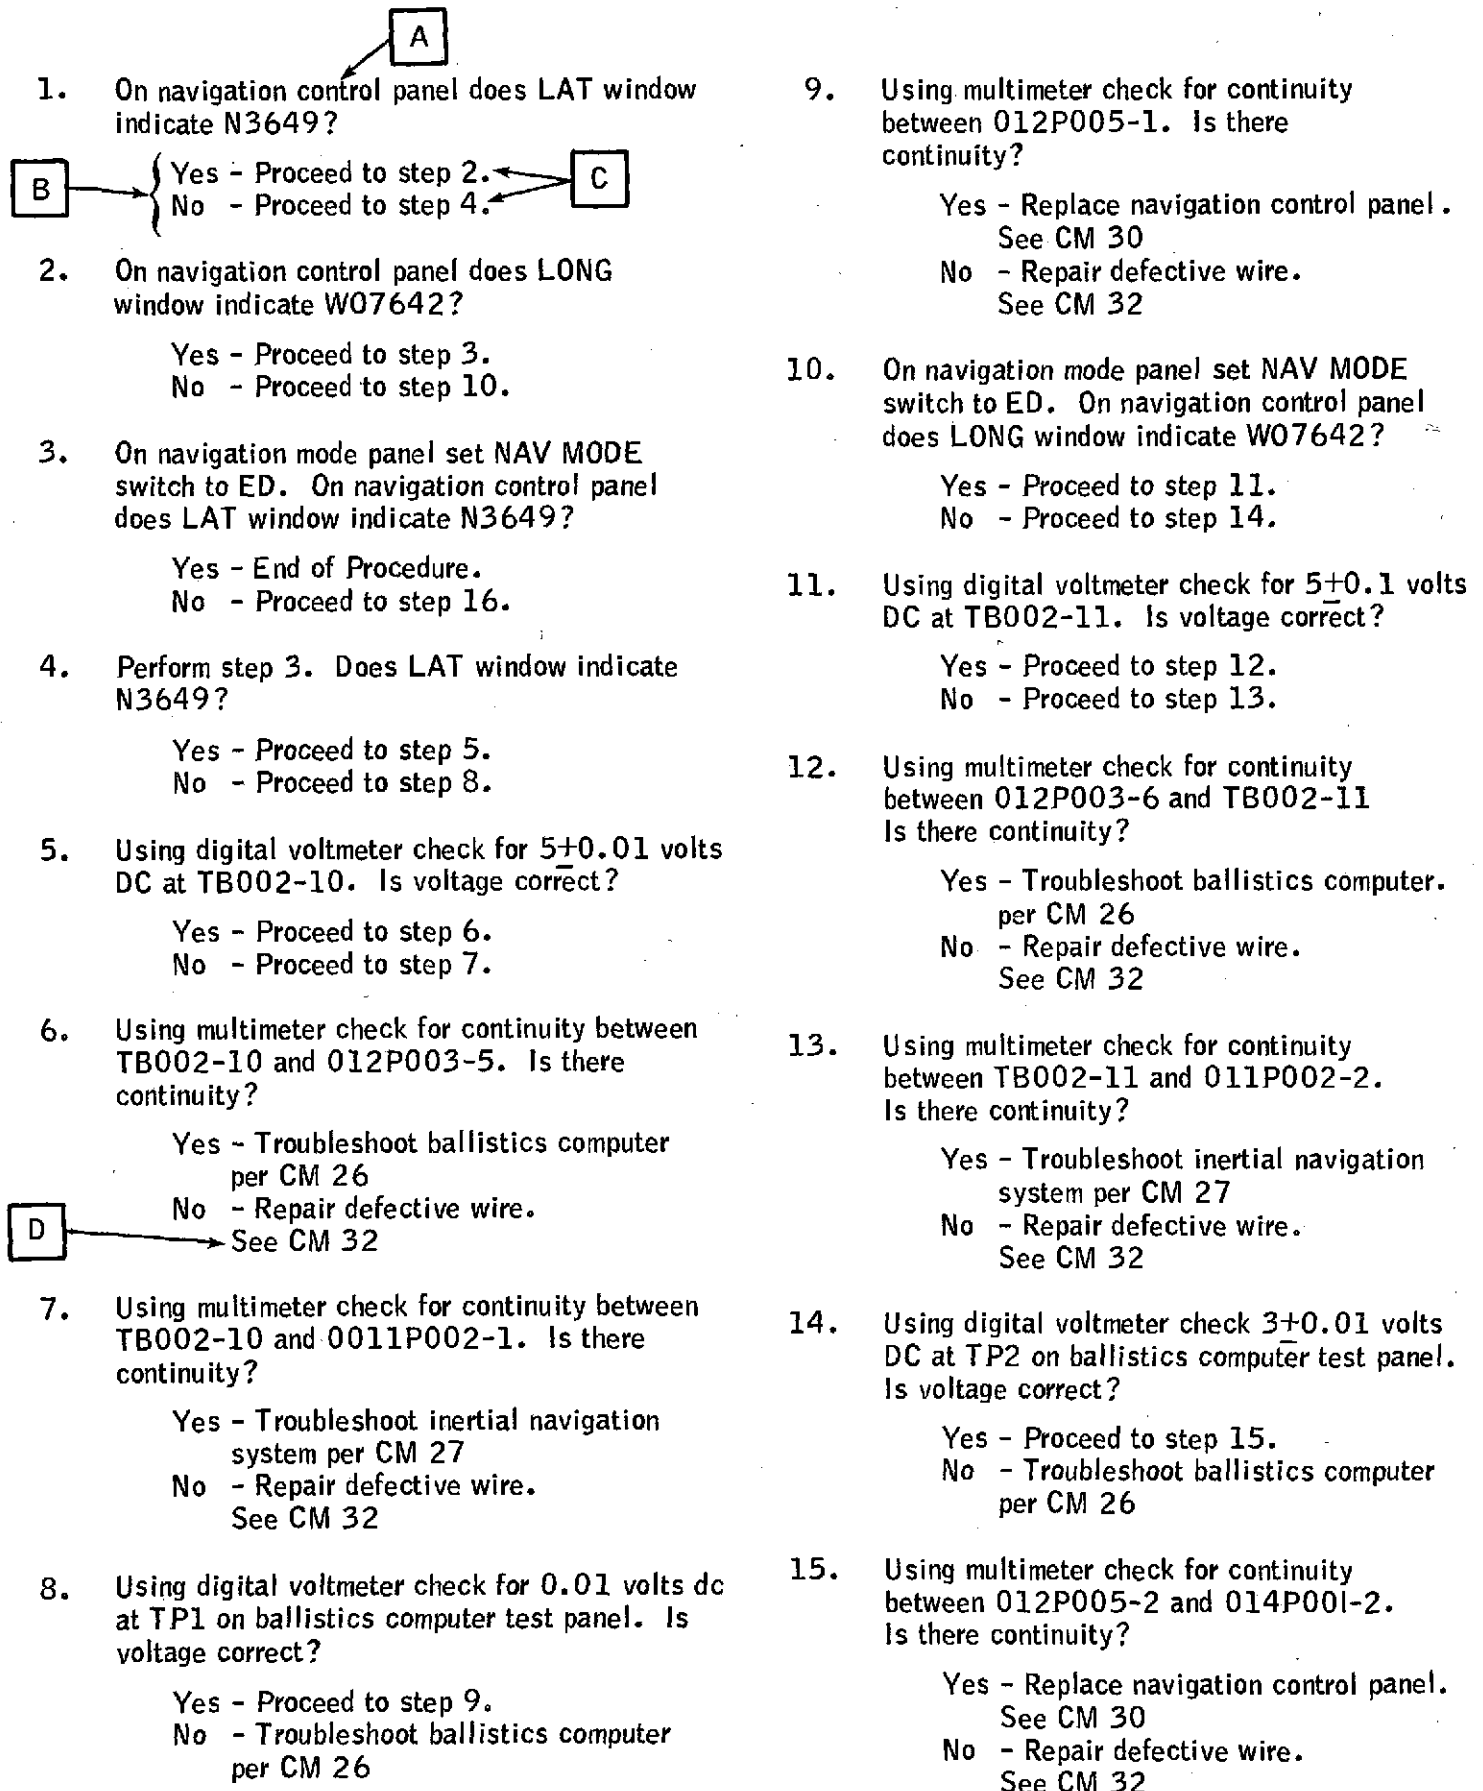 A
1. On navigation control panel does LAT window
indicate N3649?
B
Yes - Proceed to step 2.
No - Proceed to step 4.
C
2. On navigation control panel does LONG
window indicate W07642?
Yes - Proceed to step 3.
No - Proceed to step 10.
3. On navigation mode panel set NAV MODE
switch to ED. On navigation control panel
does LAT window indicate N3649?
Yes - End of Procedure.
No - Proceed to step 16.
4. Perform step 3. Does LAT window indicate
N3649?
Yes - Proceed to step 5.
No - Proceed to step 8.
5. Using digital voltmeter check for 5±0.01 volts
DC at TB002-10. Is voltage correct?
Yes - Proceed to step 6.
No - Proceed to step 7.
6. Using multimeter check for continuity between
TB002-10 and 012P003-5. Is there
continuity?
Yes - Troubleshoot ballistics computer
per CM 26
No - Repair defective wire.
D
See CM 32
7. Using multimeter check for continuity between
TB002-10 and 0011P002-1. Is there
continuity?
Yes - Troubleshoot inertial navigation
system per CM 27
No - Repair defective wire.
See CM 32
8. Using digital voltmeter check for 0.01 volts dc
at TP1 on ballistics computer test panel. Is
voltage correct?
Yes - Proceed to step 9.
No - Troubleshoot ballistics computer
per CM 26
9. Using multimeter check for continuity
between 012P005-1. Is there
continuity?
Yes - Replace navigation control panel.
See CM 30
No - Repair defective wire.
See CM 32
10. On navigation mode panel set NAV MODE
switch to ED. On navigation control panel
does LONG window indicate W07642?
Yes - Proceed to step 11.
No - Proceed to step 14.
11. Using digital voltmeter check for 5±0.1 volts
DC at TB002-11. Is voltage correct?
Yes - Proceed to step 12.
No - Proceed to step 13.
12. Using multimeter check for continuity
between 012P003-6 and TB002-11
Is there continuity?
Yes - Troubleshoot ballistics computer.
per CM 26
No - Repair defective wire.
See CM 32
13. Using multimeter check for continuity
between TB002-11 and 011P002-2.
Is there continuity?
Yes - Troubleshoot inertial navigation
system per CM 27
No - Repair defective wire.
See CM 32
14. Using digital voltmeter check 3±0.01 volts
DC at TP2 on ballistics computer test panel.
Is voltage correct?
Yes - Proceed to step 15.
No - Troubleshoot ballistics computer
per CM 26
15. Using multimeter check for continuity
between 012P005-2 and 014P001-2.
Is there continuity?
Yes - Replace navigation control panel.
See CM 30
No - Repair defective wire.
See CM 32